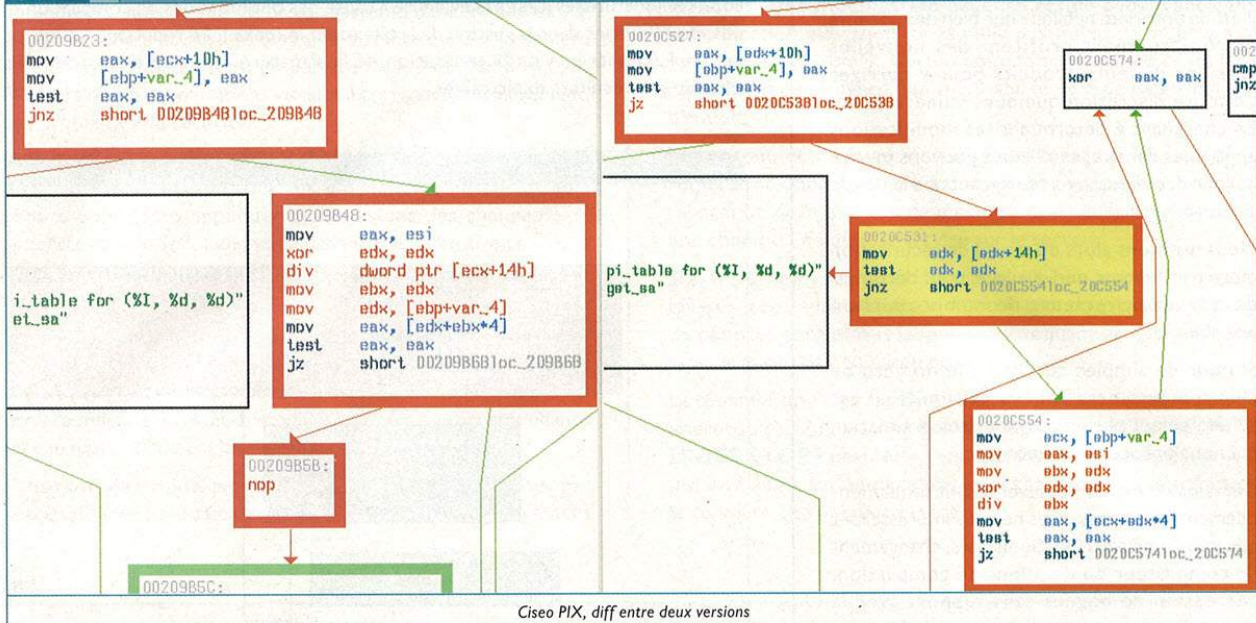 00209B23:
mov eax, [ecx+10h]
mov [ebp+var_4], eax
test eax, eax
jnz short 00209B48loc_209B48
0020C527:
mov eax, [edx+10h]
mov [ebp+var_4], eax
test eax, eax
jnz short 0020C53Bloc_20C53B
0020C574:
xor eax, eax
cmp
jnz
i_table for (%I, %d, %d)"
et_sa"
00209B48:
mov eax, esi
xor edx, edx
div dword ptr [ecx+14h]
mov ebx, edx
mov edx, [ebp+var_4]
mov eax, [edx+ebx*4]
test eax, eax
jz short 00209B6Bloc_209B6B
pi_table for (%I, %d, %d)"
get_sa"
0020C531:
mov edx, [edx+14h]
test edx, edx
jnz short 0020C554loc_20C554
00209B5B:
nop
0020C554:
mov ecx, [ebp+var_4]
mov eax, esi
mov ebx, edx
xor edx, edx
div ebx
mov eax, [ecx+edx*4]
test eax, eax
jz short 0020C574loc_20C574
00209B5C:
Ciseo PIX, diff entre deux versions